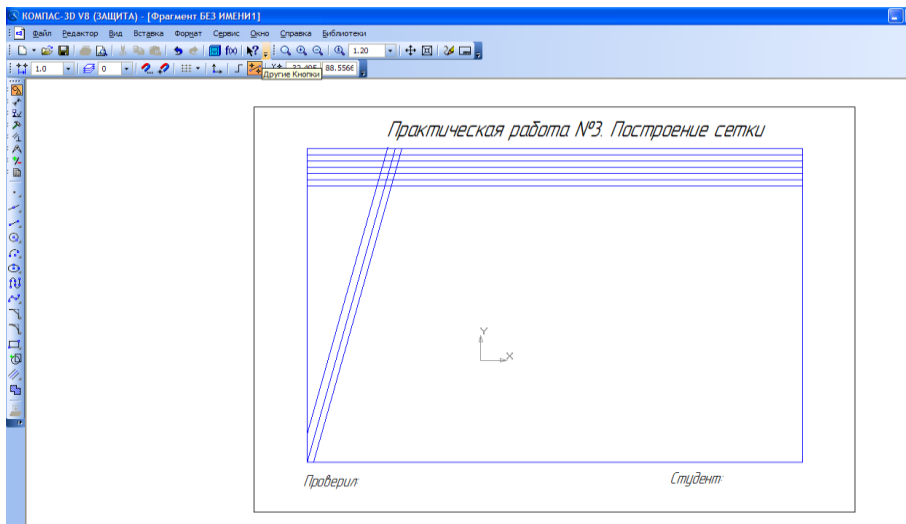 КОМПАС-3D V8 (ЗАЩИТА) - [Фрагмент БЕЗ ИМЕНИ1]
Файл Редактор Вид Вставка Формат Сервис Окно Справка Библиотеки
f(x) 1.20
1.0 0 88.556
Другие Кнопки
Практическая работа №3. Построение сетки
Y
X
Проверил:
Студент: